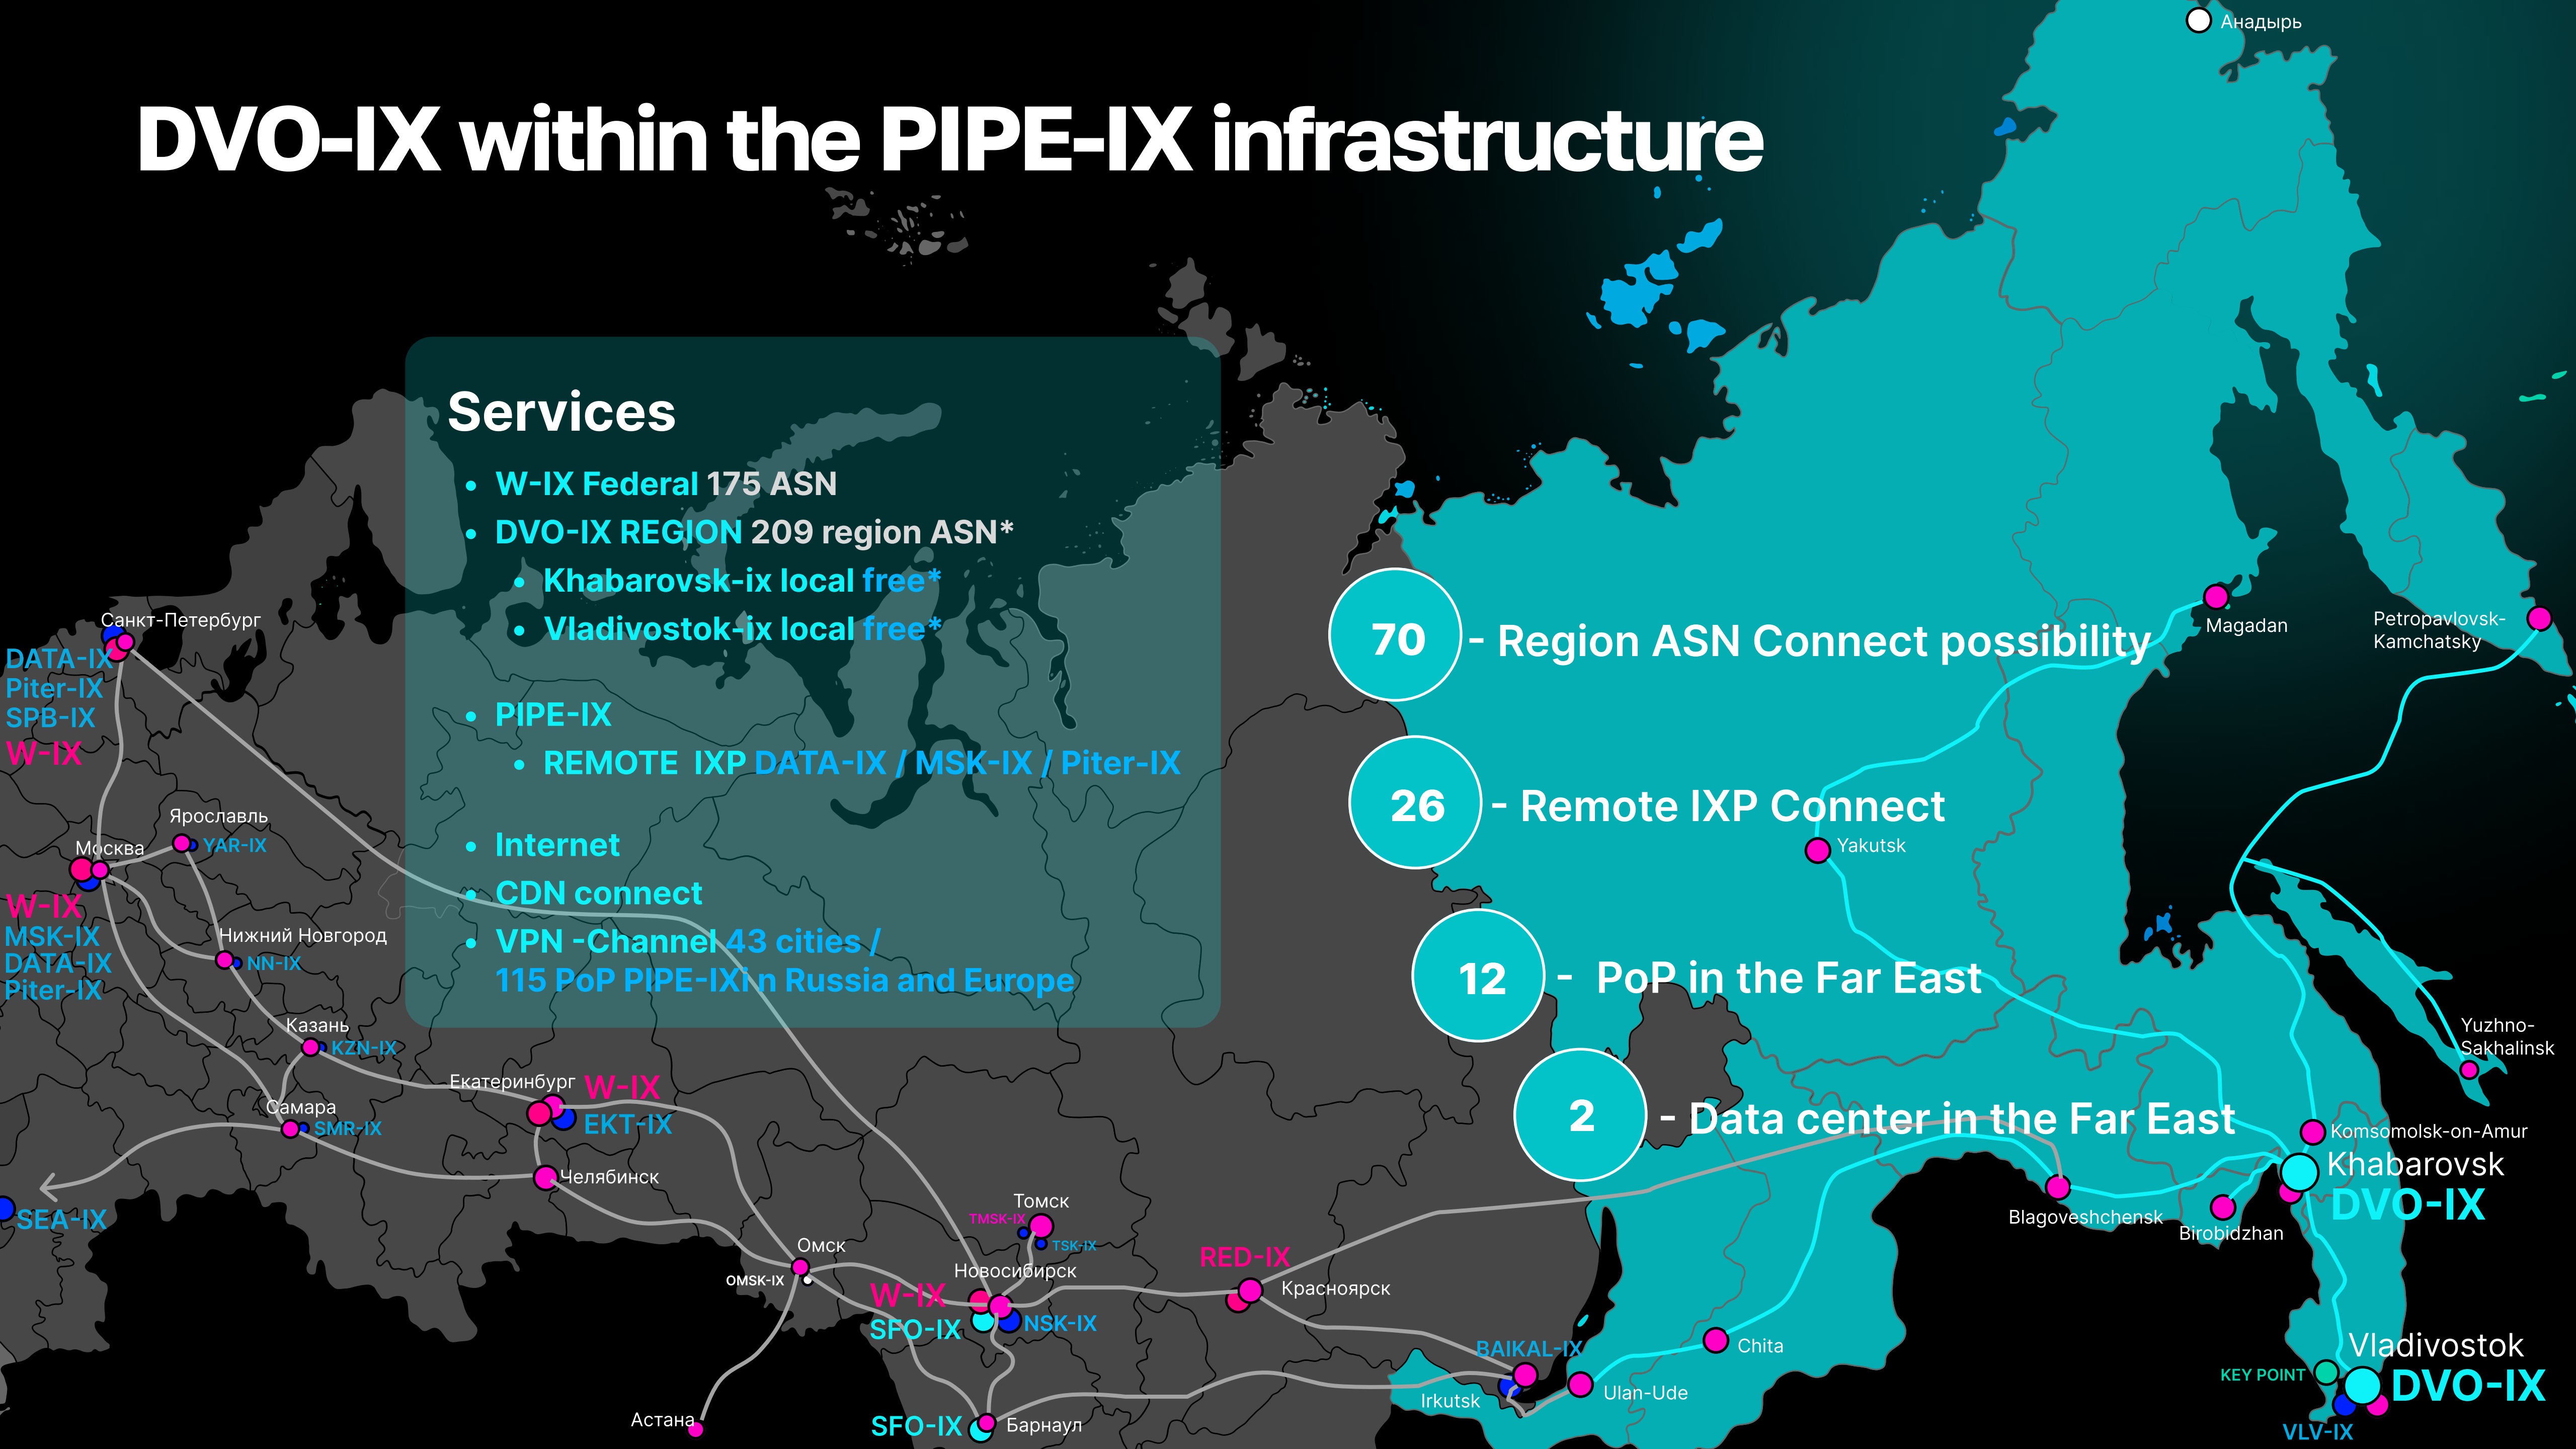 Анадырь
DVO-IX within the PIPE-IX infrastructure
Services
W-IX Federal 175 ASN
DVO-IX REGION 209 region ASN*
Khabarovsk-ix local free*
Vladivostok-ix local free*
PIPE-IX
REMOTE IXP DATA-IX / MSK-IX / Piter-IX
Internet
CDN connect
VPN -Channel 43 cities /
115 PoP PIPE-IXi n Russia and Europe
70 - Region ASN Connect possibility
26 - Remote IXP Connect
12 - PoP in the Far East
2 - Data center in the Far East
Санкт-Петербург
DATA-IX
Piter-IX
SPB-IX
W-IX
Ярославль
YAR-IX
Москва
W-IX
MSK-IX
DATA-IX
Piter-IX
Нижний Новгород
NN-IX
Казань
KZN-IX
Самара
SMR-IX
SEA-IX
Екатеринбург
W-IX
EKT-IX
Челябинск
Омск
OMSK-IX
Астана
Томск
TMSK-IX
TSK-IX
Новосибирск
W-IX
SFO-IX
NSK-IX
SFO-IX
Барнаул
RED-IX
Красноярск
BAIKAL-IX
Irkutsk
Ulan-Ude
Chita
Yakutsk
Magadan
Petropavlovsk-
Kamchatsky
Yuzhno-
Sakhalinsk
Komsomolsk-on-Amur
Khabarovsk
DVO-IX
Blagoveshchensk
Birobidzhan
Vladivostok
KEY POINT
DVO-IX
VLV-IX